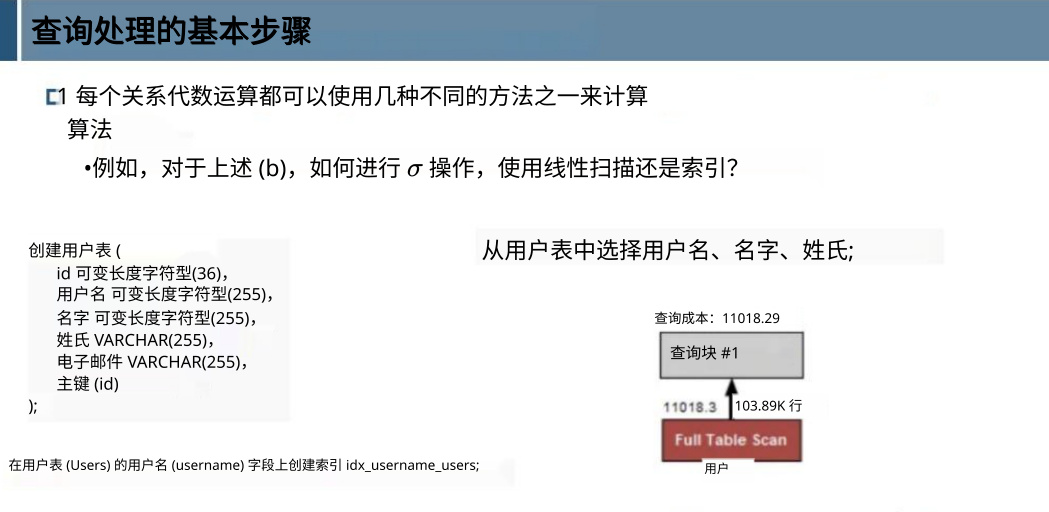 查询处理的基本步骤
1 每个关系代数运算都可以使用几种不同的方法之一来计算
算法
•例如，对于上述 (b)，如何进行 σ 操作，使用线性扫描还是索引？
创建用户表 (
id 可变长度字符型(36)，
用户名 可变长度字符型(255)，
名字 可变长度字符型(255)，
姓氏 VARCHAR(255)，
电子邮件 VARCHAR(255)，
主键 (id)
);
在用户表 (Users) 的用户名 (username) 字段上创建索引 idx_username_users;
从用户表中选择用户名、名字、姓氏;
查询成本：11018.29
查询块 #1
11018.3 103.89K 行
Full Table Scan
用户